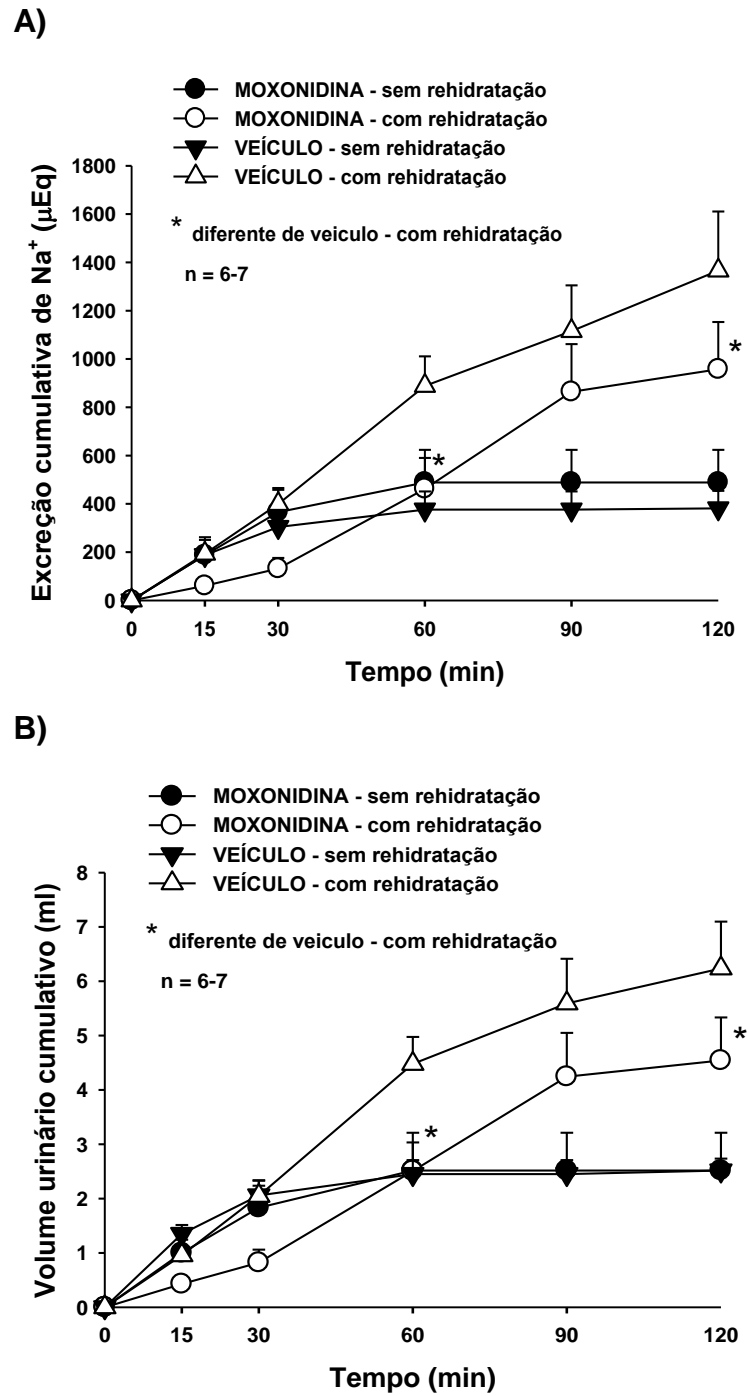 A)
MOXONIDINA - sem rehidratação
MOXONIDINA - com rehidratação
VEÍCULO - sem rehidratação
VEÍCULO - com rehidratação
* diferente de veiculo - com rehidratação
n = 6-7
Excreção cumulativa de Na⁺ (μEq)
1800
1600
1400
1200
1000
800
600
400
200
0
*
*
0 15 30 60 90 120
Tempo (min)
B)
MOXONIDINA - sem rehidratação
MOXONIDINA - com rehidratação
VEÍCULO - sem rehidratação
VEÍCULO - com rehidratação
* diferente de veiculo - com rehidratação
n = 6-7
Volume urinário cumulativo (ml)
8
7
6
5
4
3
2
1
0
*
*
0 15 30 60 90 120
Tempo (min)